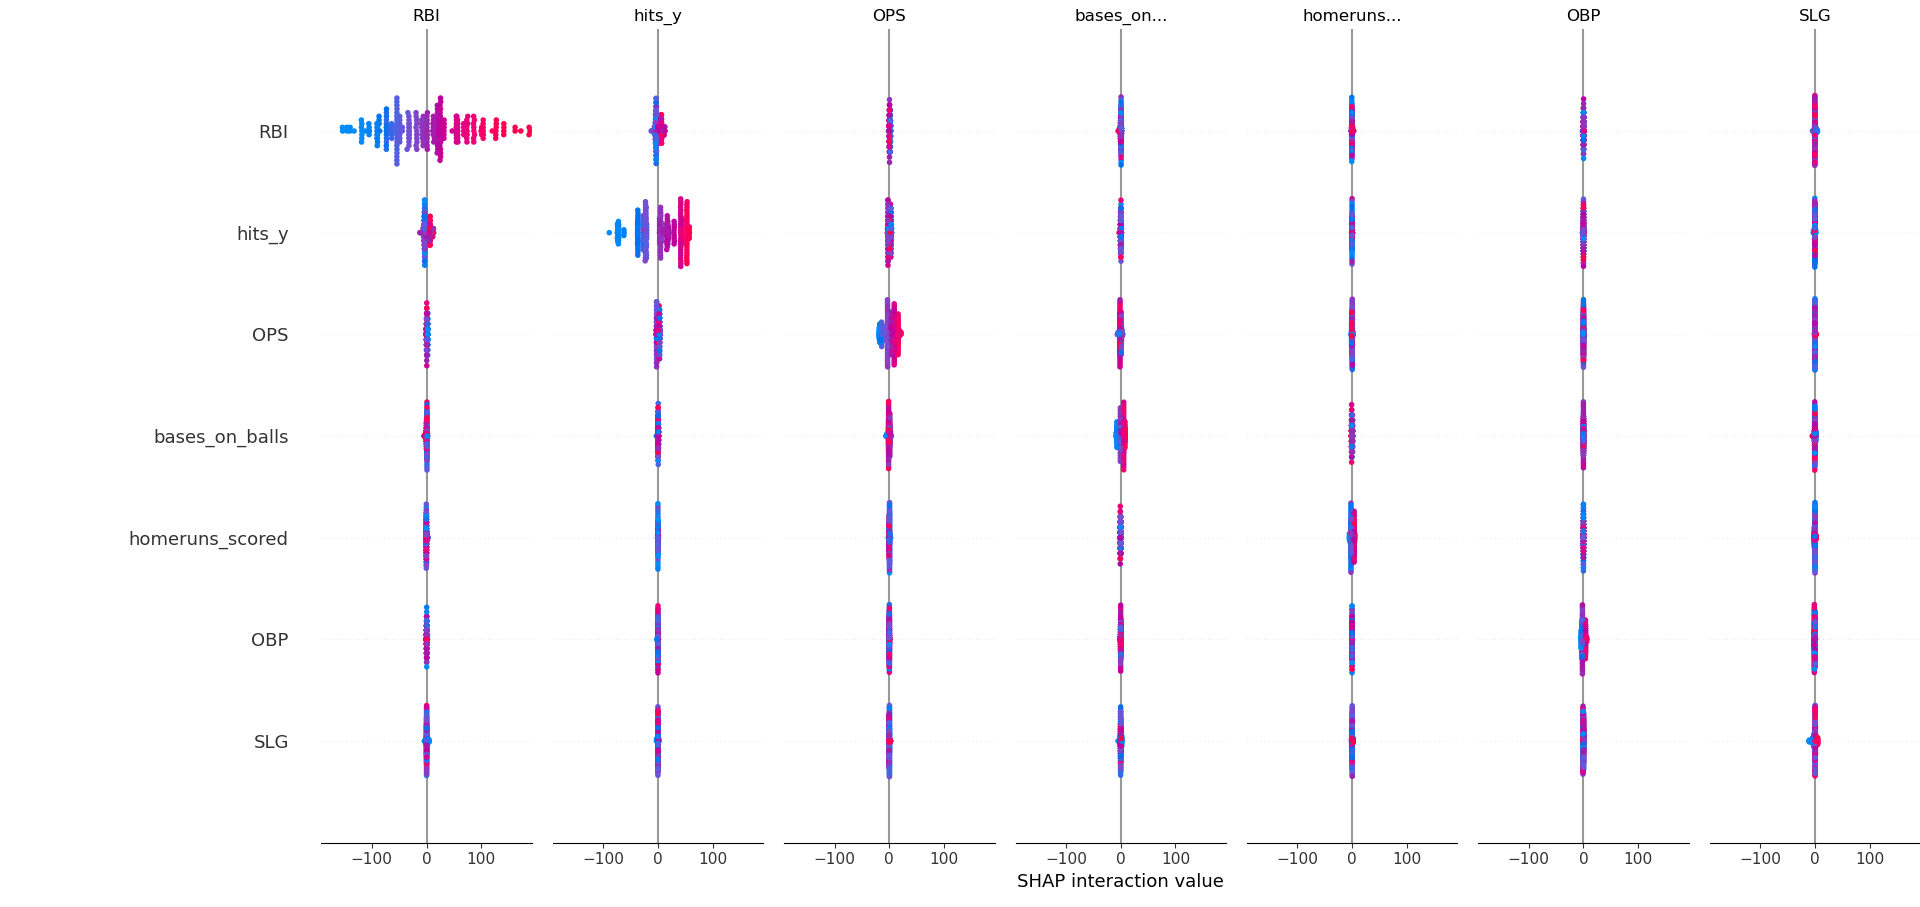 RBI hits_y OPS bases_on... homeruns... OBP SLG
RBI
hits_y
OPS
bases_on_balls
homeruns_scored
OBP
SLG
−100 0 100 −100 0 100 −100 0 100 −100 0 100 −100 0 100 −100 0 100 −100 0 100
SHAP interaction value